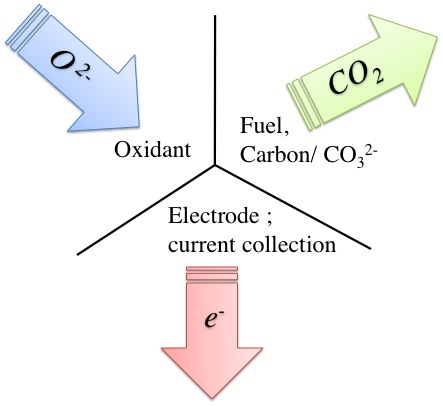 O²⁻
CO₂
Oxidant
Fuel,
Carbon/ CO₃²⁻
Electrode ;
current collection
e⁻